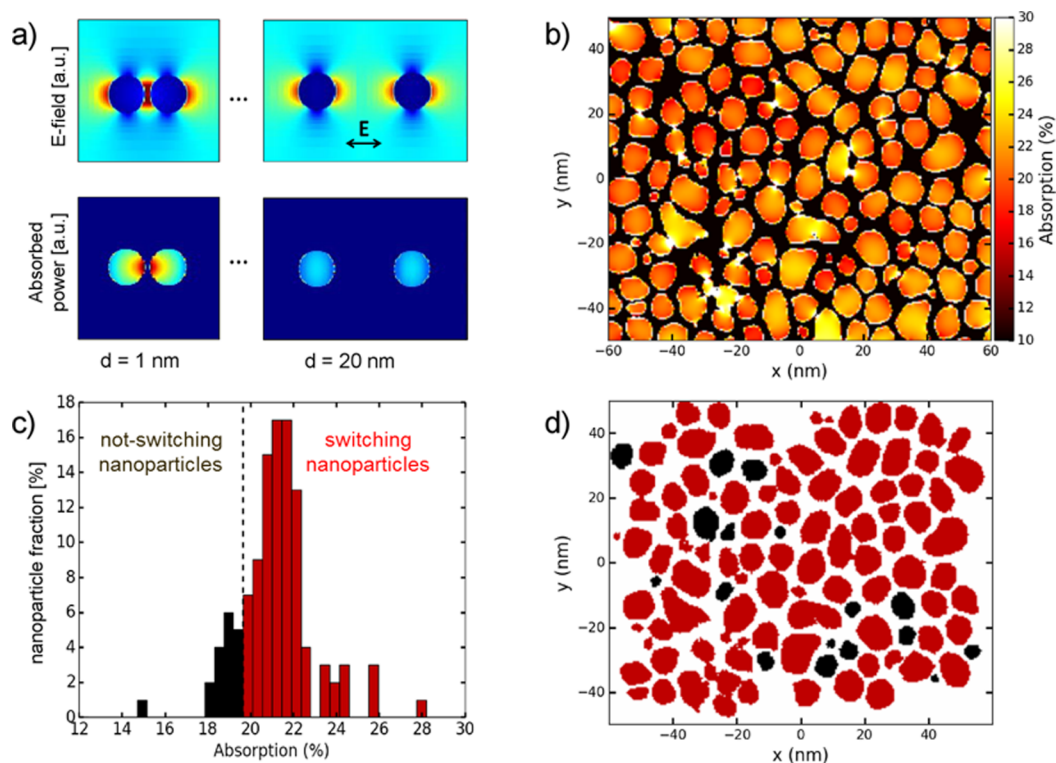 a)
E-field [a.u.]
...
E
Absorbed
power [a.u.]
...
d = 1 nm
d = 20 nm
b)
y (nm)
40
20
0
−20
−40
−60
−40
−20
0
20
40
60
x (nm)
30
28
26
24
22
20
18
16
14
12
10
Absorption (%)
c)
nanoparticle fraction [%]
18
16
14
12
10
8
6
4
2
0
not-switching
nanoparticles
switching
nanoparticles
12
14
16
18
20
22
24
26
28
30
Absorption (%)
d)
y (nm)
40
20
0
−20
−40
−40
−20
0
20
40
x (nm)